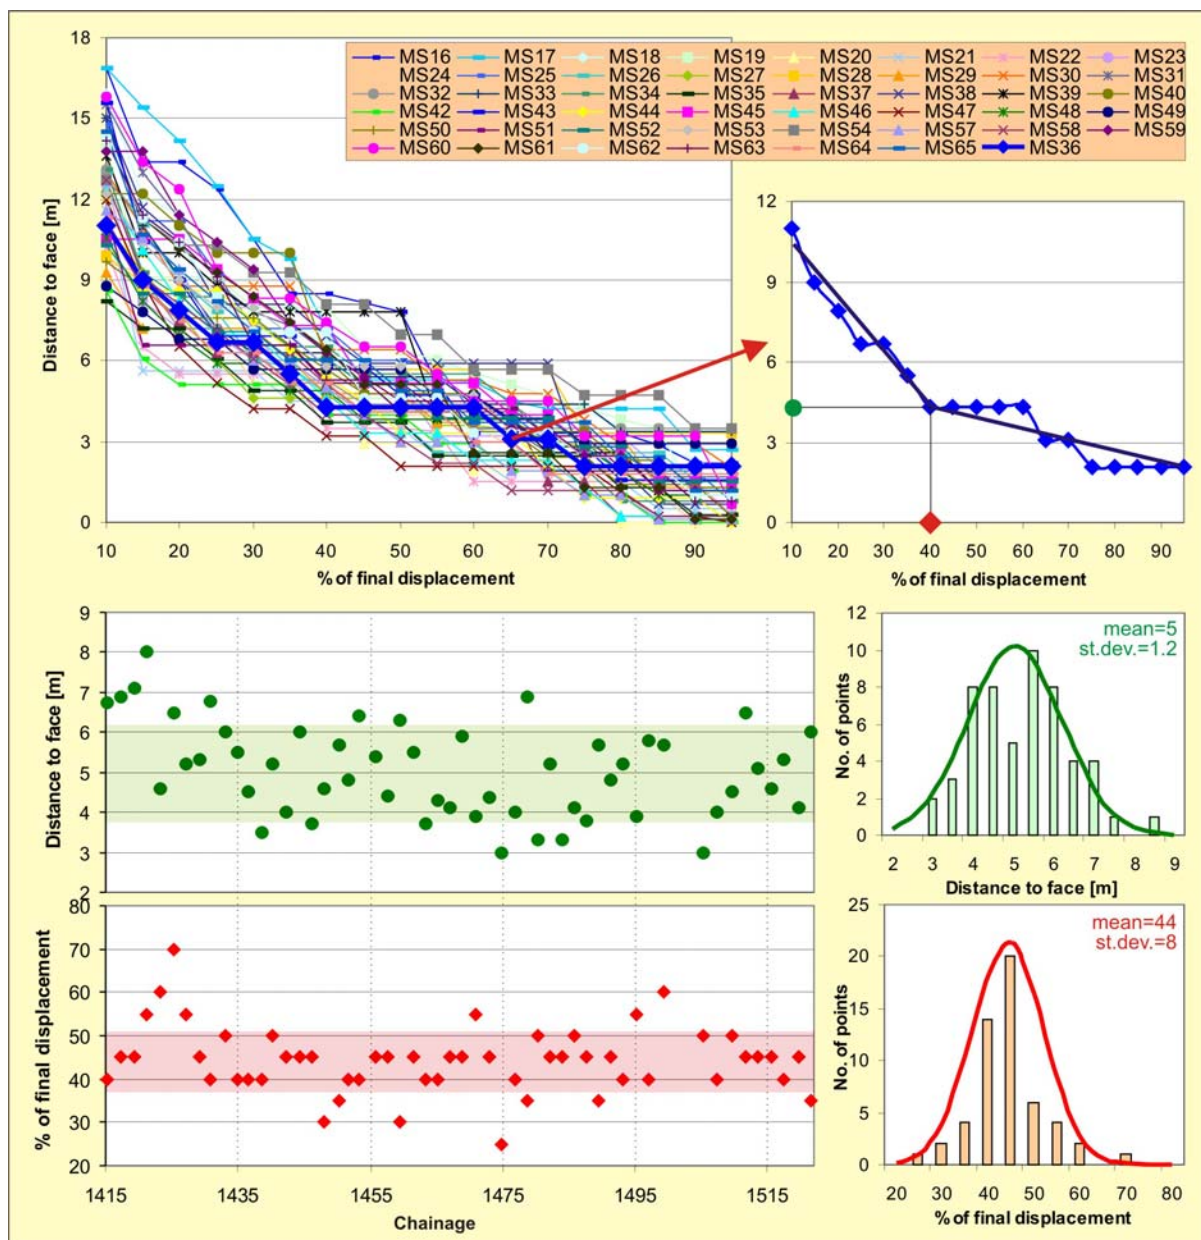 18
15
12
9
6
3
0
Distance to face [m]
10 20 30 40 50 60 70 80 90
% of final displacement
MS16 MS17 MS18 MS19 MS20 MS21 MS22 MS23
MS24 MS25 MS26 MS27 MS28 MS29 MS30 MS31
MS32 MS33 MS34 MS35 MS37 MS38 MS39 MS40
MS42 MS43 MS44 MS45 MS46 MS47 MS48 MS49
MS50 MS51 MS52 MS53 MS54 MS57 MS58 MS59
MS60 MS61 MS62 MS63 MS64 MS65 MS36
12
9
6
3
0
10 20 30 40 50 60 70 80 90
% of final displacement
9
8
7
6
5
4
3
2
Distance to face [m]
12
10
8
6
4
2
0
No. of points
mean=5
st.dev.=1.2
2 3 4 5 6 7 8 9
Distance to face [m]
80
70
60
50
40
30
20
% of final displacement
1415 1435 1455 1475 1495 1515
Chainage
25
20
15
10
5
0
No. of points
mean=44
st.dev.=8
20 30 40 50 60 70 80
% of final displacement